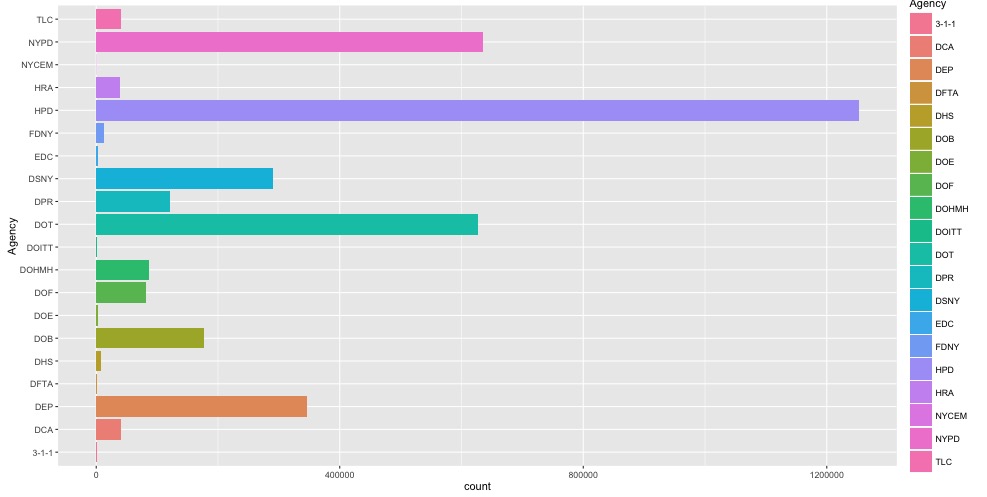 TLC
NYPD
NYCEM
HRA
HPD
FDNY
EDC
DSNY
DPR
DOT
DOITT
DOHMH
DOF
DOE
DOB
DHS
DFTA
DEP
DCA
3-1-1
Agency
0 400000 800000 1200000
count
Agency
3-1-1
DCA
DEP
DFTA
DHS
DOB
DOE
DOF
DOHMH
DOITT
DOT
DPR
DSNY
EDC
FDNY
HPD
HRA
NYCEM
NYPD
TLC